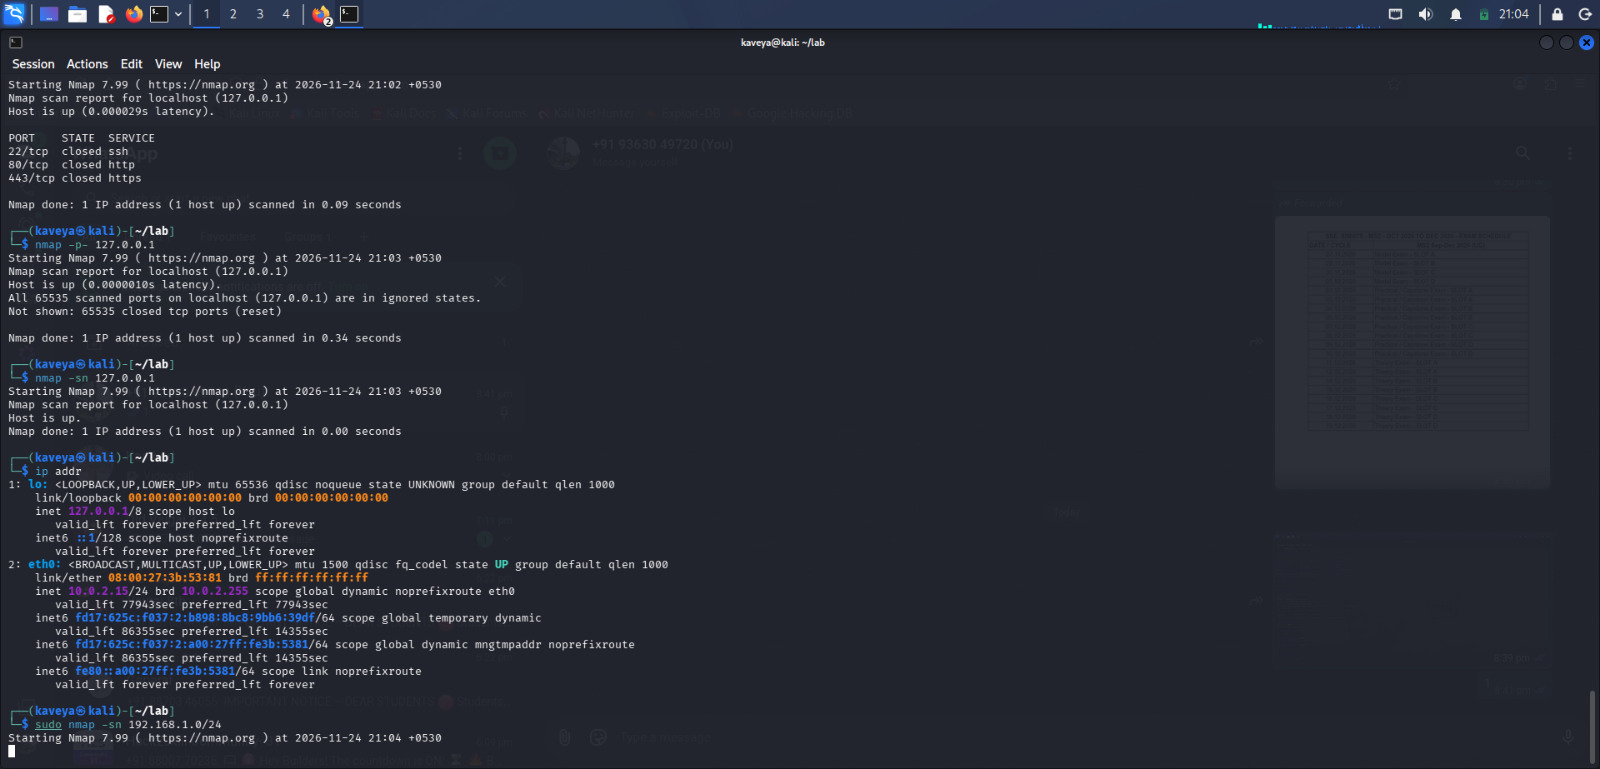 1 2 3 4 2 21:04
kaveya@kali: ~/lab
Session Actions Edit View Help
Starting Nmap 7.99 ( https://nmap.org ) at 2026-11-24 21:02 +0530
Nmap scan report for localhost (127.0.0.1)
Host is up (0.000029s latency).
PORT STATE SERVICE
22/tcp closed ssh
80/tcp closed http
443/tcp closed https
+91 93630 49720 (You)
Message yourself
Nmap done: 1 IP address (1 host up) scanned in 0.09 seconds
┌──(kaveya㉿kali)-[~/lab]
└─$ nmap -p- 127.0.0.1
Starting Nmap 7.99 ( https://nmap.org ) at 2026-11-24 21:03 +0530
Nmap scan report for localhost (127.0.0.1)
Host is up (0.0000010s latency).
All 65535 scanned ports on localhost (127.0.0.1) are in ignored states.
Not shown: 65535 closed tcp ports (reset)
Nmap done: 1 IP address (1 host up) scanned in 0.34 seconds
┌──(kaveya㉿kali)-[~/lab]
└─$ nmap -sn 127.0.0.1
Starting Nmap 7.99 ( https://nmap.org ) at 2026-11-24 21:03 +0530
Nmap scan report for localhost (127.0.0.1)
Host is up.
Nmap done: 1 IP address (1 host up) scanned in 0.00 seconds
┌──(kaveya㉿kali)-[~/lab]
└─$ ip addr
1: lo: <LOOPBACK,UP,LOWER_UP> mtu 65536 qdisc noqueue state UNKNOWN group default qlen 1000
link/loopback 00:00:00:00:00:00 brd 00:00:00:00:00:00
inet 127.0.0.1/8 scope host lo
valid_lft forever preferred_lft forever
inet6 ::1/128 scope host noprefixroute
valid_lft forever preferred_lft forever
2: eth0: <BROADCAST,MULTICAST,UP,LOWER_UP> mtu 1500 qdisc fq_codel state UP group default qlen 1000
link/ether 08:00:27:3b:53:81 brd ff:ff:ff:ff:ff:ff
inet 10.0.2.15/24 brd 10.0.2.255 scope global dynamic noprefixroute eth0
valid_lft 77943sec preferred_lft 77943sec
inet6 fd17:625c:f037:2:b898:8bc8:9bb6:39df/64 scope global temporary dynamic
valid_lft 86355sec preferred_lft 14355sec
inet6 fd17:625c:f037:2:a00:27ff:fe3b:5381/64 scope global dynamic mngtmpaddr noprefixroute
valid_lft 86355sec preferred_lft 14355sec
inet6 fe80::a00:27ff:fe3b:5381/64 scope link noprefixroute
valid_lft forever preferred_lft forever
┌──(kaveya㉿kali)-[~/lab]
└─$ sudo nmap -sn 192.168.1.0/24
Starting Nmap 7.99 ( https://nmap.org ) at 2026-11-24 21:04 +0530
Type a message